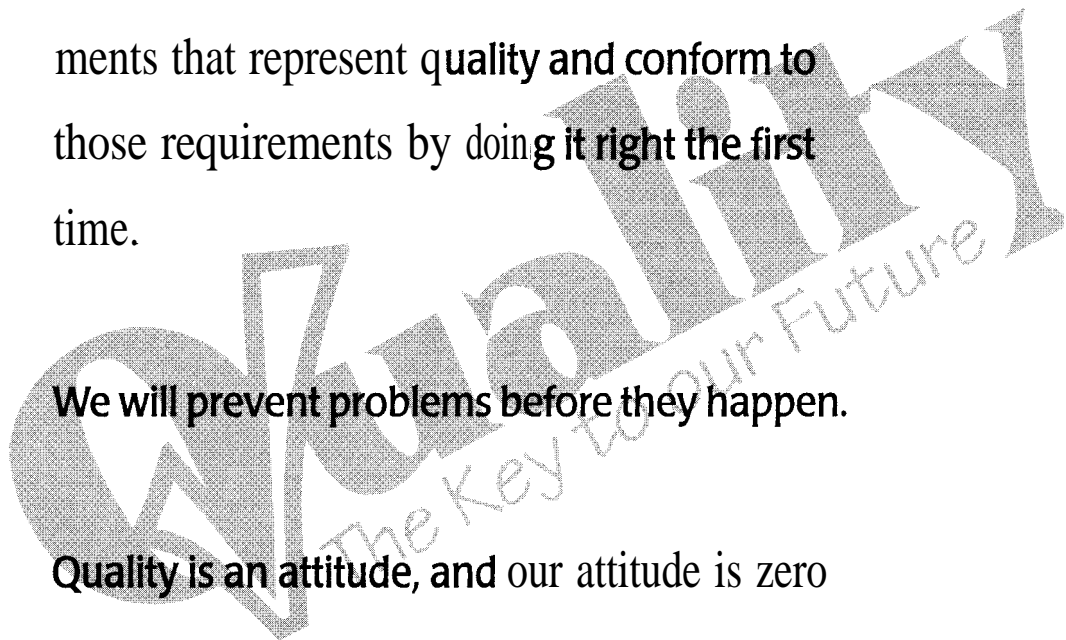 ments that represent quality and conform to
those requirements by doing it right the first
time.
We will prevent problems before they happen.
Quality is an attitude, and our attitude is zero
Quality
The Key to our Future